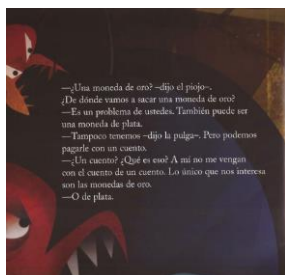 —¿Una moneda de oro? –dijo el piojo–.
¿De dónde vamos a sacar una moneda de oro?
—Es un problema de ustedes. También puede ser
una moneda de plata.
—Tampoco tenemos –dijo la pulga–. Pero podemos
pagarle con un cuento.
—¿Un cuento? ¿Qué es eso? A mí no me vengan
con el cuento de un cuento. Lo único que nos interesa
son las monedas de oro.
—O de plata.